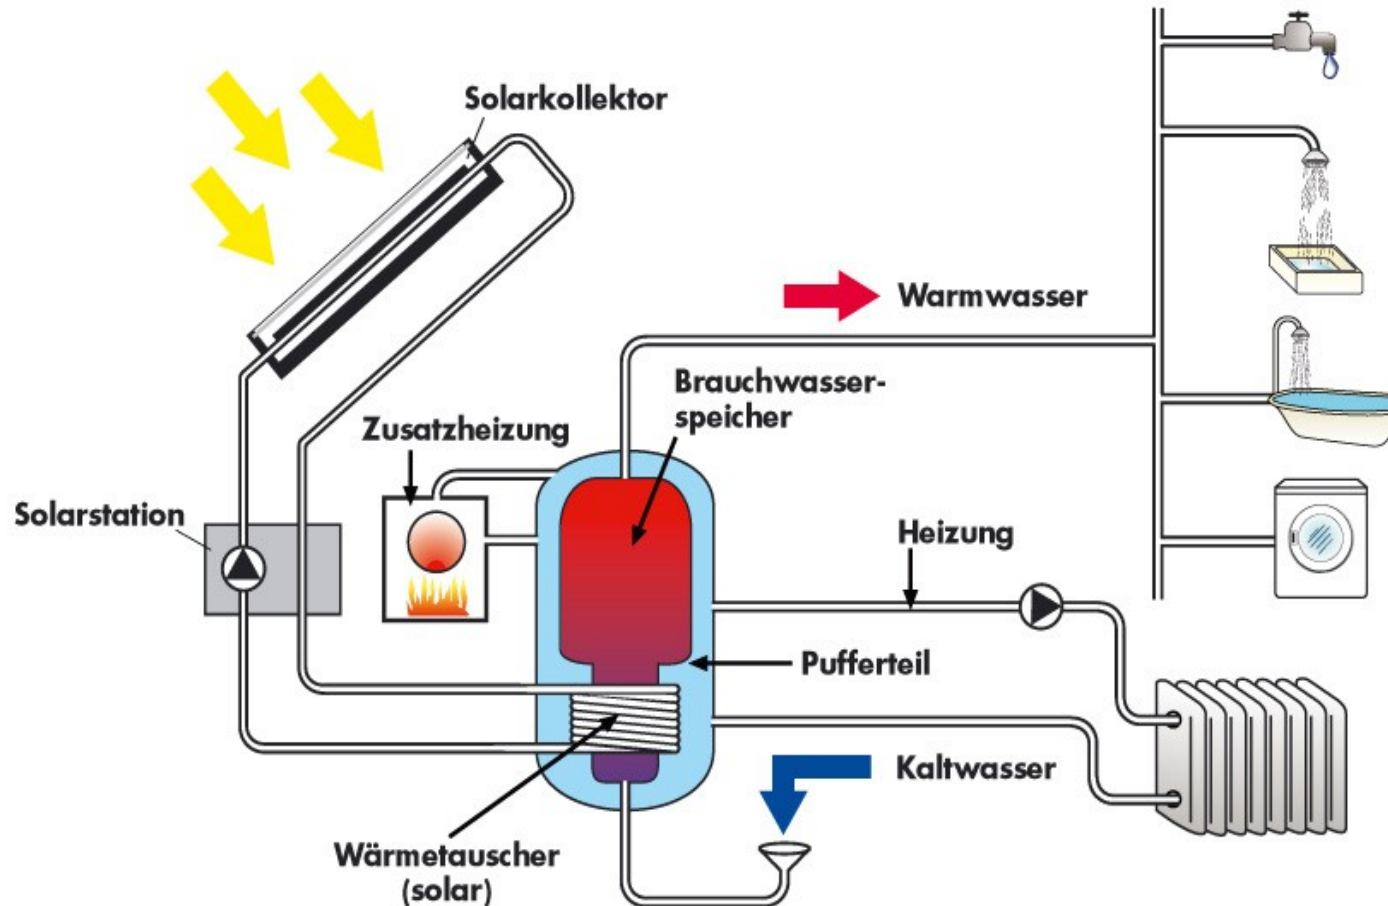 Solarkollektor
Warmwasser
Brauchwasser-
speicher
Zusatzheizung
Solarstation
Heizung
Pufferteil
Kaltwasser
Wärmetauscher
(solar)